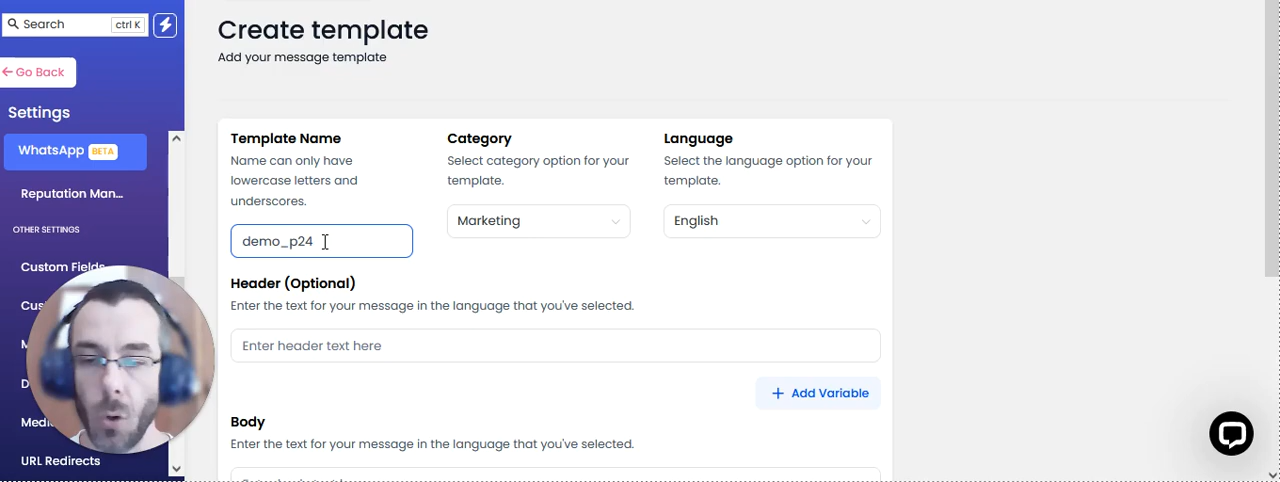 Search
ctrl K
Go Back
Settings
WhatsApp BETA
Reputation Man...
OTHER SETTINGS
Custom Fields
Cus
Medi
URL Redirects
Create template
Add your message template
Template Name
Name can only have
lowercase letters and
underscores.
demo_p24
Category
Select category option for your
template.
Marketing
Language
Select the language option for your
template.
English
Header (Optional)
Enter the text for your message in the language that you've selected.
Enter header text here
+ Add Variable
Body
Enter the text for your message in the language that you've selected.